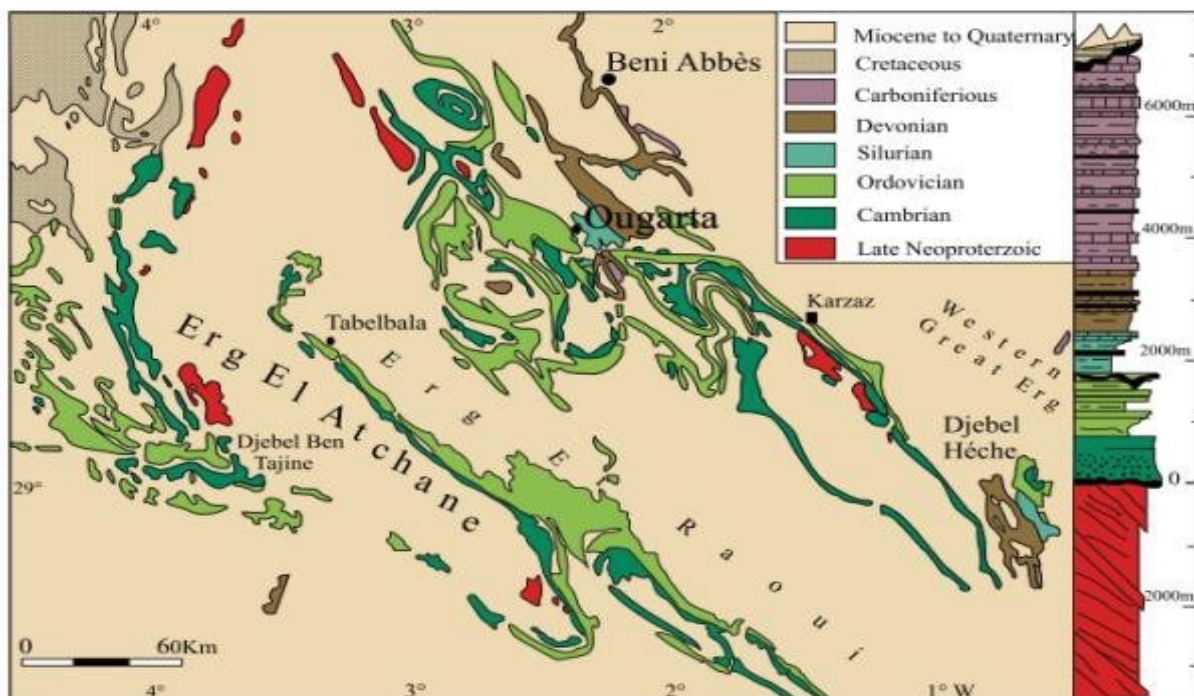 4°
3°
2°
Beni Abbès
Miocene to Quaternary
Cretaceous
Carboniferious
Devonian
Silurian
Ordovician
Cambrian
Late Neoproterzoic
Ougarta
Karzaz
Tabelbala
Western
Great Erg
Erg El Atchane
Erg E Raoui
Djebel Ben
Tajine
Djebel
Héche
29°
0 60Km
4° 3° 2° 1° W
6000m
4000m
2000m
0
2000m